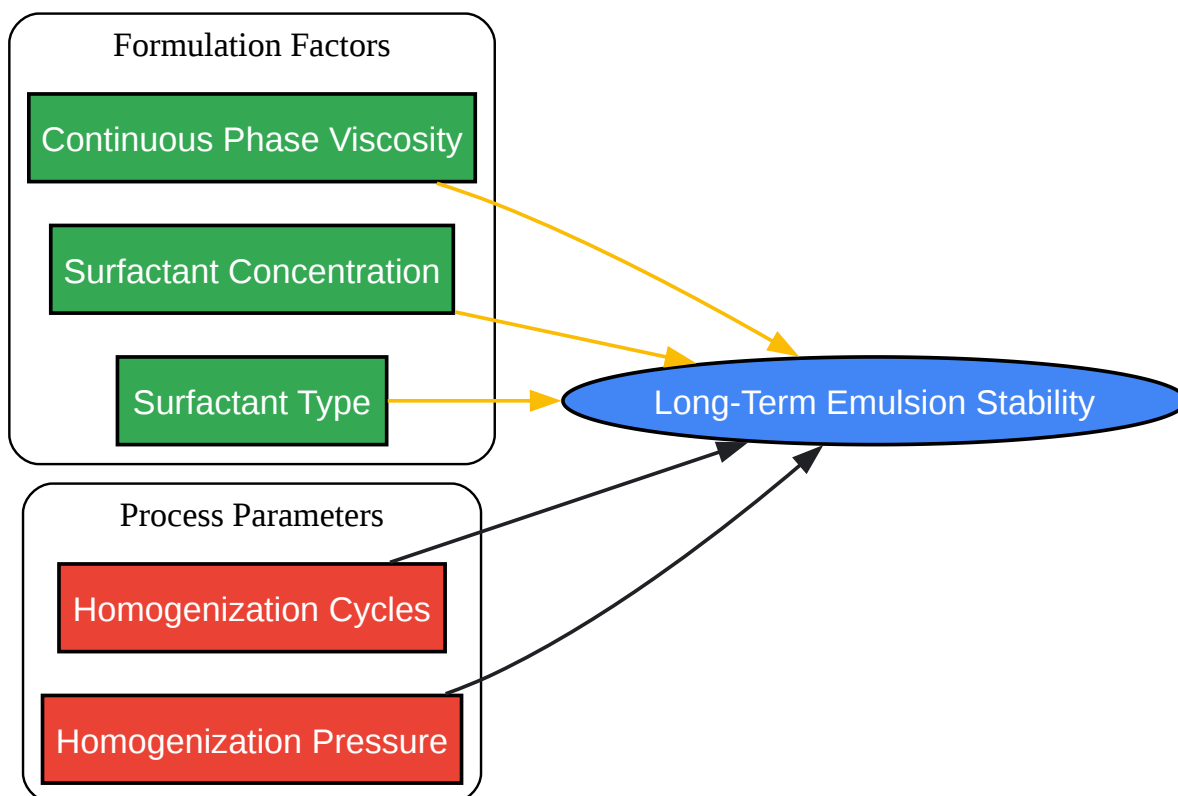 Formulation Factors
Continuous Phase Viscosity
Surfactant Concentration
Surfactant Type
Long-Term Emulsion Stability
Process Parameters
Homogenization Cycles
Homogenization Pressure